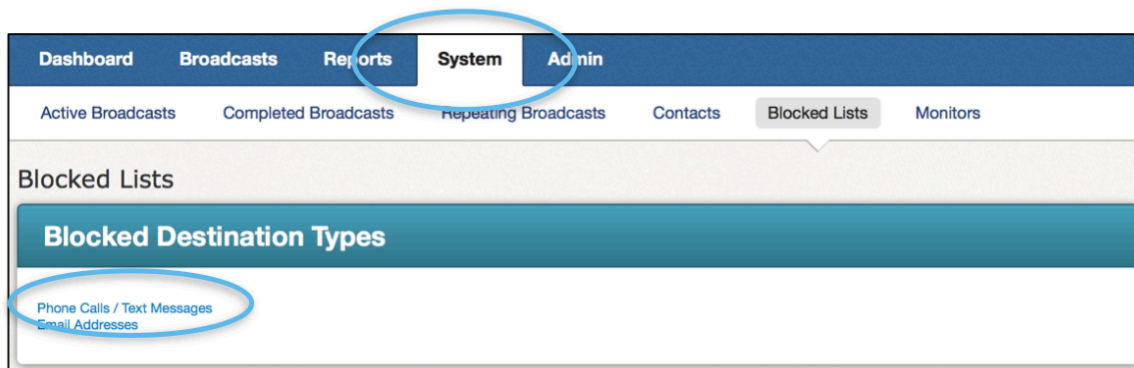 Dashboard Broadcasts Reports System Admin
Active Broadcasts Completed Broadcasts Repeating Broadcasts Contacts Blocked Lists Monitors
Blocked Lists
Blocked Destination Types
Phone Calls / Text Messages
Email Addresses